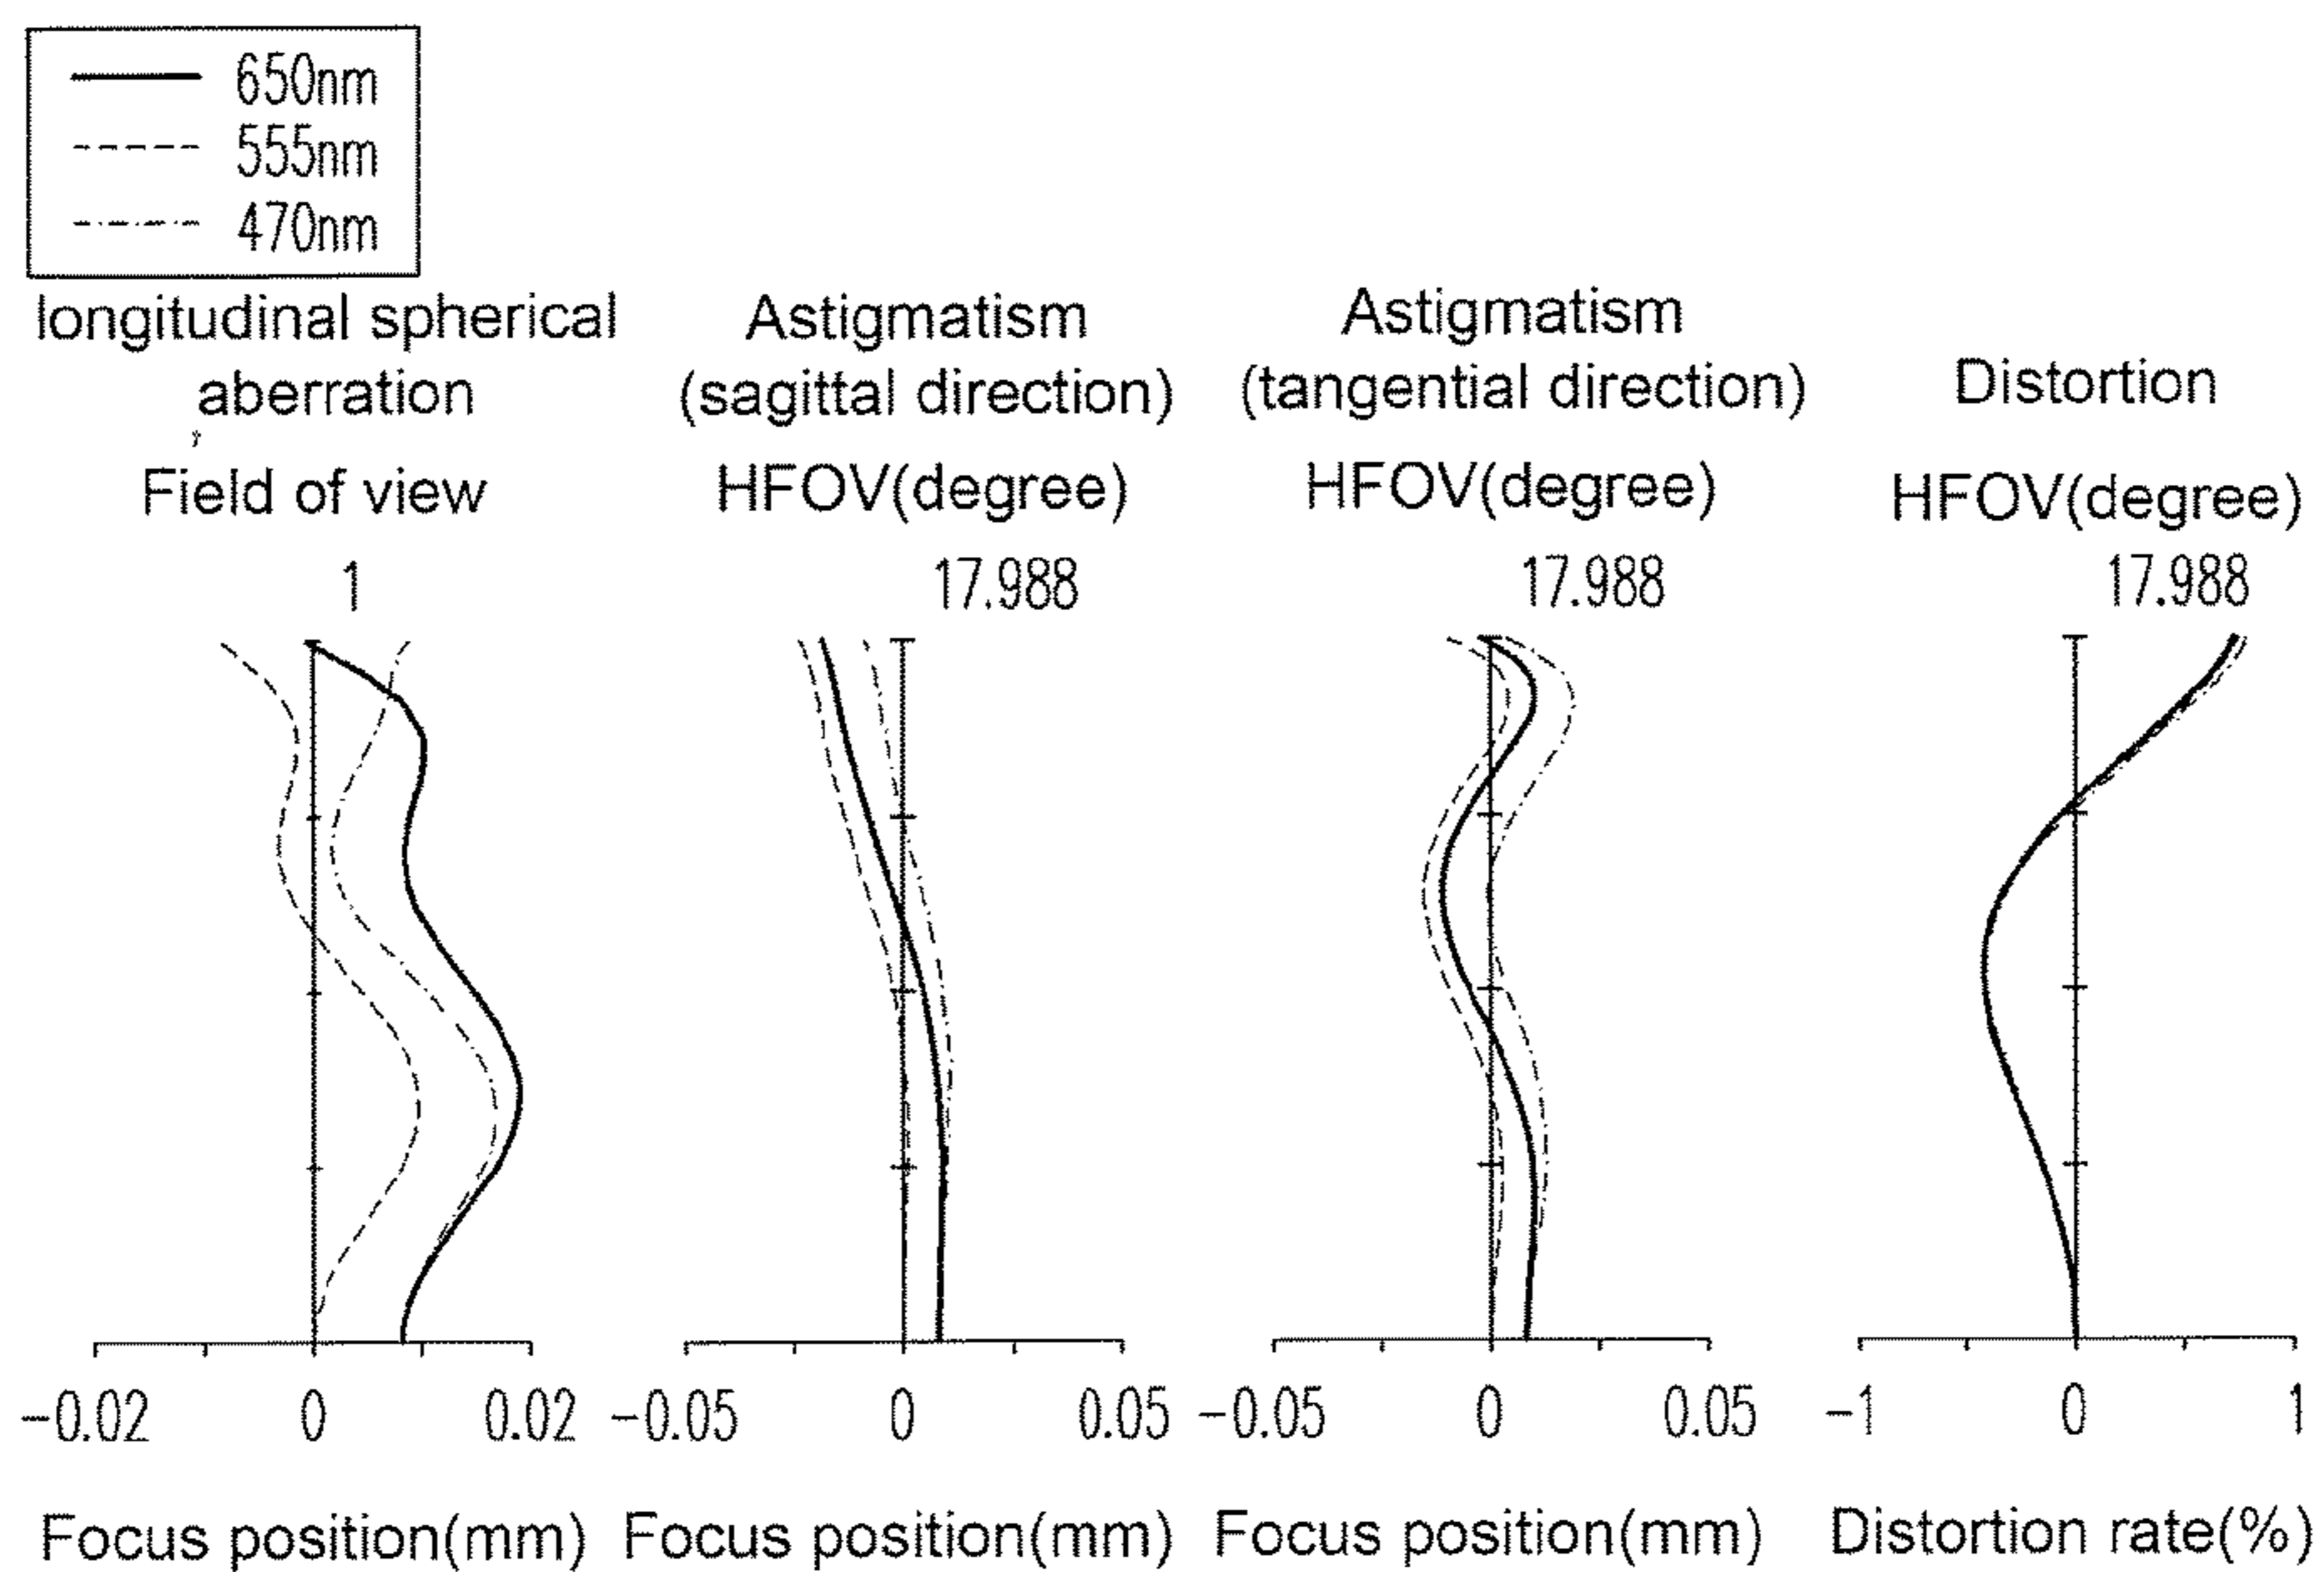 650nm
555nm
470nm
longitudinal spherical
aberration
Field of view
1
Astigmatism
(sagittal direction)
HFOV(degree)
17.988
Astigmatism
(tangential direction)
HFOV(degree)
17.988
Distortion
HFOV(degree)
17.988
-0.02 0 0.02
Focus position(mm)
-0.05 0 0.05
Focus position(mm)
-0.05 0 0.05
Focus position(mm)
-1 0 1
Distortion rate(%)